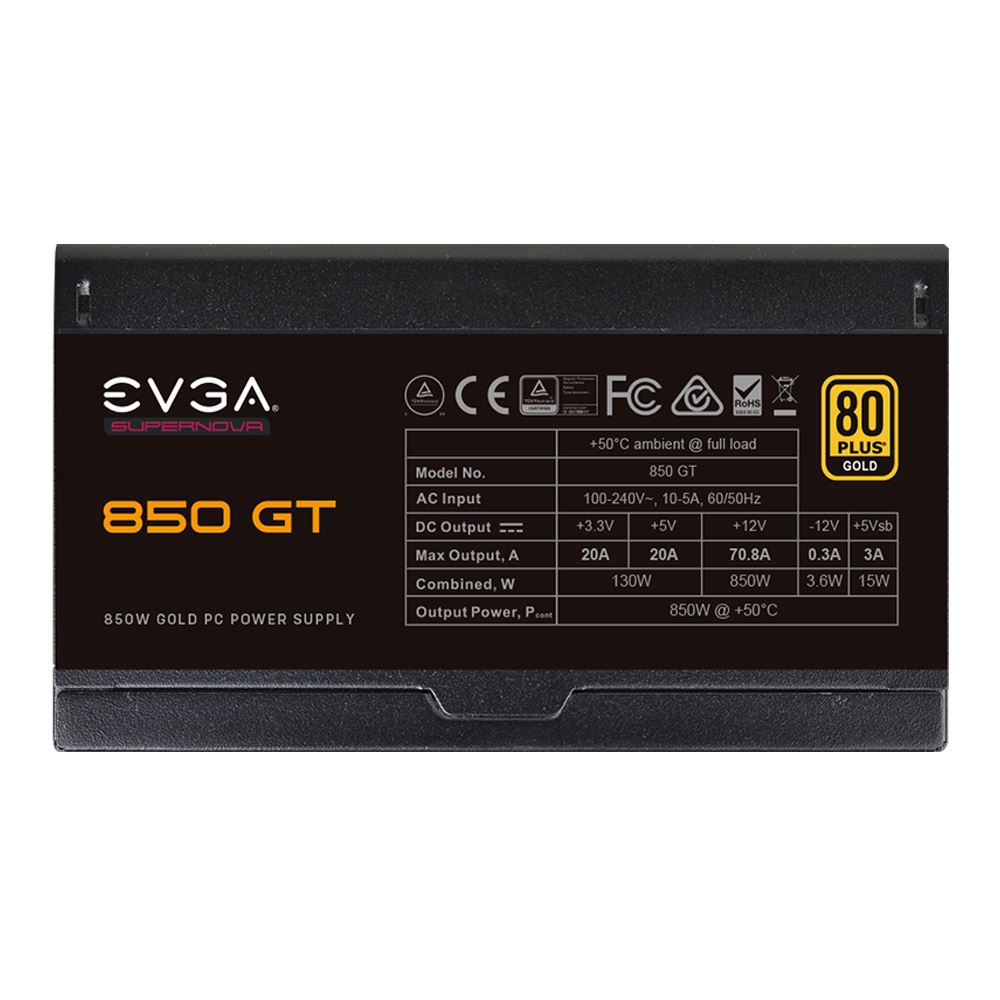 EVGA®
SUPERNOVA
850 GT
850W GOLD PC POWER SUPPLY
CE
FC
RoHS
80
PLUS®
GOLD
+50°C ambient @ full load
Model No. 850 GT
AC Input 100-240V~, 10-5A, 60/50Hz
DC Output +3.3V +5V +12V -12V +5Vsb
Max Output, A 20A 20A 70.8A 0.3A 3A
Combined, W 130W 850W 3.6W 15W
Output Power, Pcont 850W @ +50°C